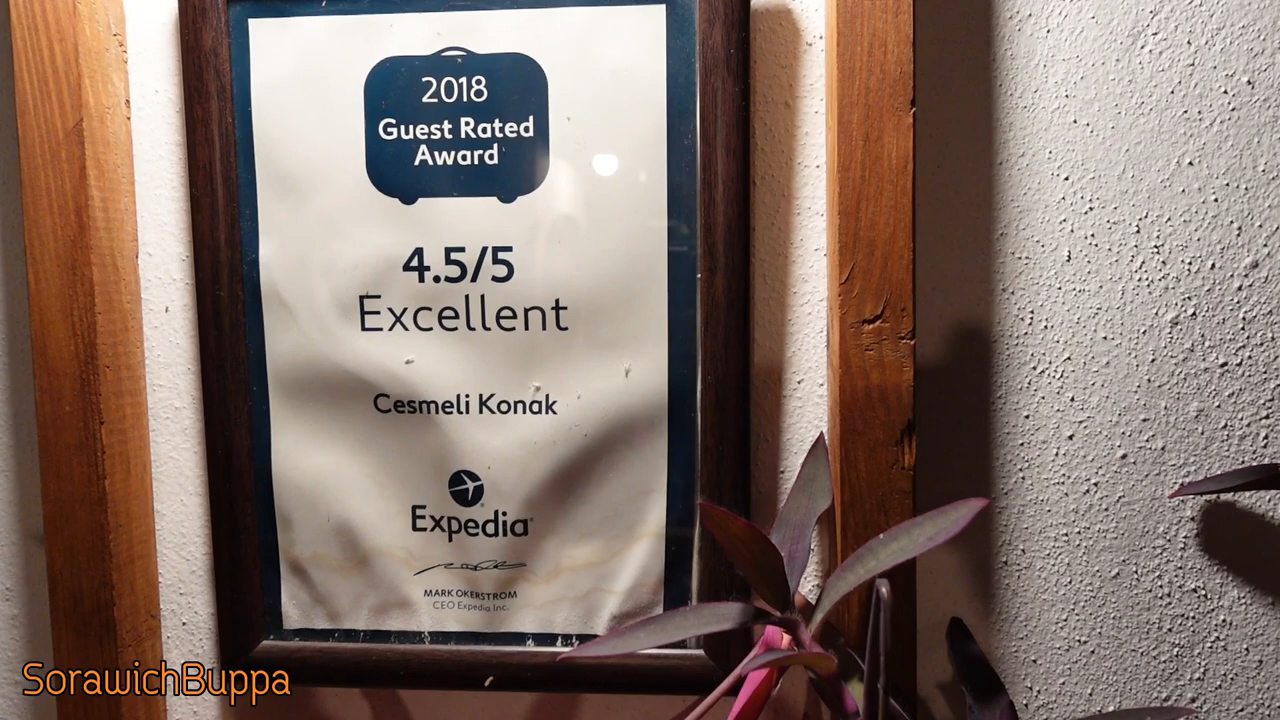 2018
Guest Rated
Award
4.5/5
Excellent
Cesmeli Konak
Expedia
MARK OKERSTROM
CEO Expedia Inc.
SorawichBuppa